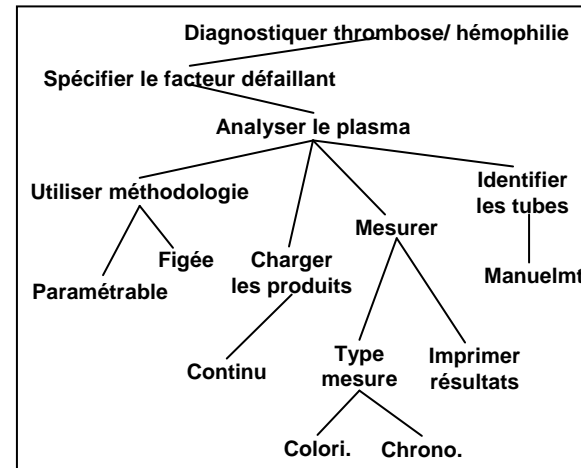 Diagnostiquer thrombose/ hémophilie
Spécifier le facteur défaillant
Analyser le plasma
Utiliser méthodologie
Identifier
les tubes
Mesurer
Figée
Charger
les produits
Paramétrable
Manuelmt
Continu
Type
mesure
Imprimer
résultats
Colori.
Chrono.